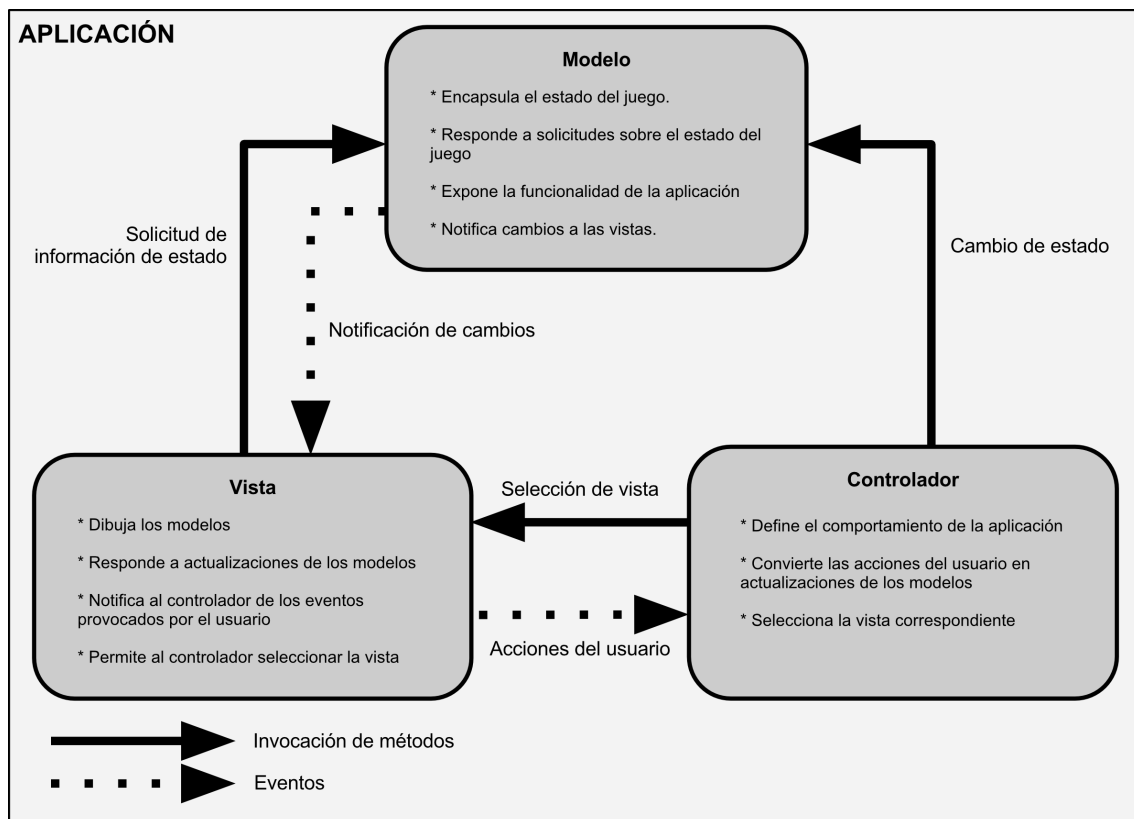 APLICACIÓN
Modelo
* Encapsula el estado del juego.
* Responde a solicitudes sobre el estado del
juego
* Expone la funcionalidad de la aplicación
* Notifica cambios a las vistas.
Solicitud de
información de estado
Cambio de estado
Notificación de cambios
Vista
* Dibuja los modelos
* Responde a actualizaciones de los modelos
* Notifica al controlador de los eventos
provocados por el usuario
* Permite al controlador seleccionar la vista
Selección de vista
Acciones del usuario
Controlador
* Define el comportamiento de la aplicación
* Convierte las acciones del usuario en
actualizaciones de los modelos
* Selecciona la vista correspondiente
Invocación de métodos
Eventos